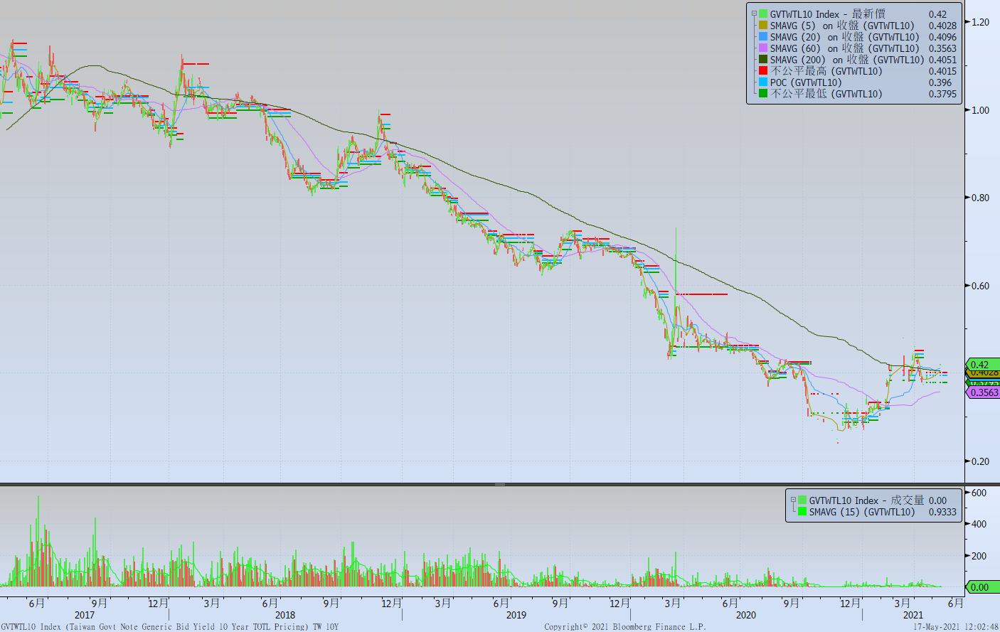 GVTWTL10 Index - 最新價 0.42
SMAVG (5) on 收盤 (GVTWTL10) 0.4028
SMAVG (20) on 收盤 (GVTWTL10) 0.4096
SMAVG (60) on 收盤 (GVTWTL10) 0.3563
SMAVG (200) on 收盤 (GVTWTL10) 0.4051
不公平最高 (GVTWTL10) 0.4015
POC (GVTWTL10) 0.396
不公平最低 (GVTWTL10) 0.3795
1.20
1.00
0.80
0.60
0.42
0.4028
0.3795
0.3563
0.20
GVTWTL10 Index - 成交量 0.00
SMAVG (15) (GVTWTL10) 0.9333
600
400
200
0.00
6月 9月 12月 3月 6月 9月 12月 3月 6月 9月 12月 3月 6月 9月 12月 3月 6月
2017 2018 2019 2020 2021
GVTWTL10 Index (Taiwan Govt Note Generic Bid Yield 10 Year TOTL Pricing) TW 10Y Copyright© 2021 Bloomberg Finance L.P. 17-May-2021 12:02:48